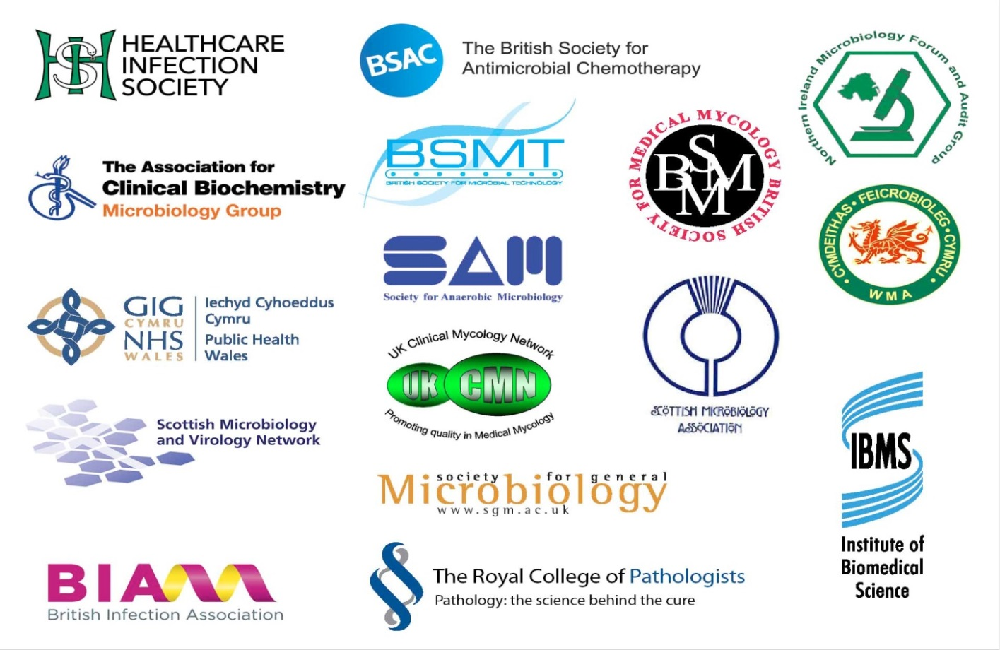 HIS
HEALTHCARE
INFECTION
SOCIETY
BSAC
The British Society for
Antimicrobial Chemotherapy
Northern Ireland Microbiology Forum and Audit Group
The Association for
Clinical Biochemistry
Microbiology Group
BSMT
BRITISH SOCIETY FOR MICROBIAL TECHNOLOGY
BSMM
BRITISH SOCIETY FOR MEDICAL MYCOLOGY
CYMDEITHAS • FEICROBIOLEG • CYMRU •
WMA
SAM
Society for Anaerobic Microbiology
GIG
CYMRU
NHS
WALES
Iechyd Cyhoeddus
Cymru
Public Health
Wales
UK Clinical Mycology Network
UK CMN
Promoting quality in Medical Mycology
SCÖTTISH MICRÖBIÖLÖGY
ASSÖCIATIÖN
Scottish Microbiology
and Virology Network
IBMS
Institute of
Biomedical
Science
society for general
Microbiology
www.sgm.ac.uk
BIA
British Infection Association
The Royal College of Pathologists
Pathology: the science behind the cure